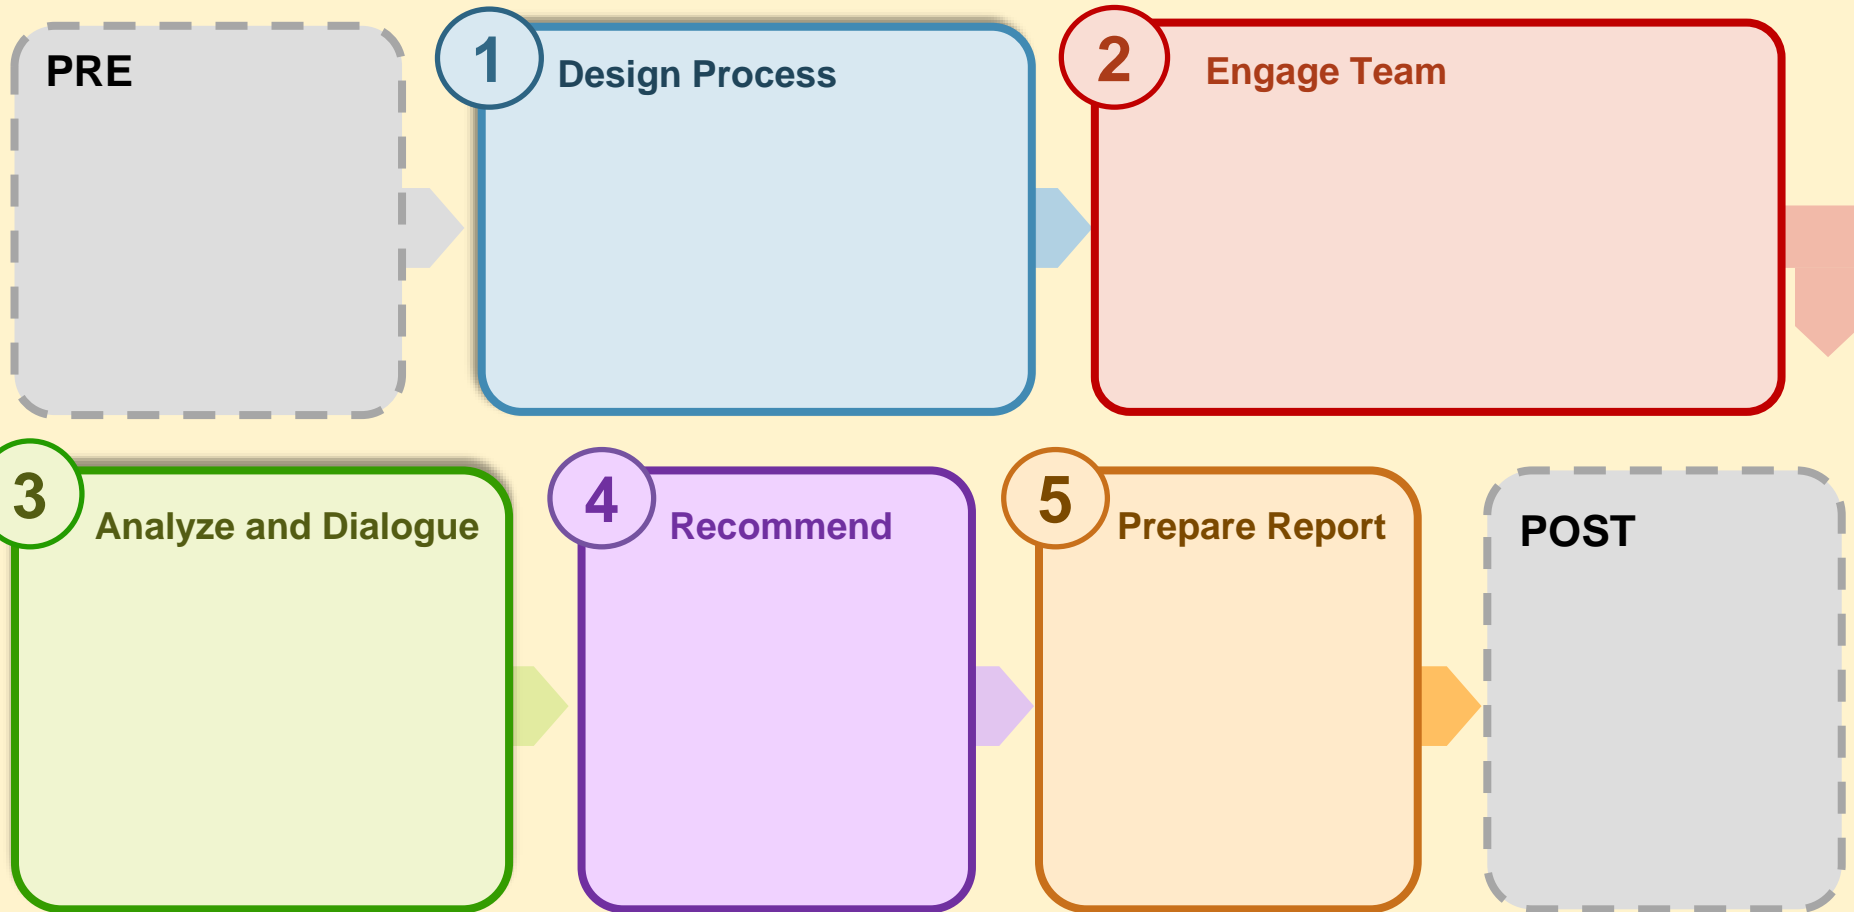 PRE
1
Design Process
2
Engage Team
3
Analyze and Dialogue
4
Recommend
5
Prepare Report
POST